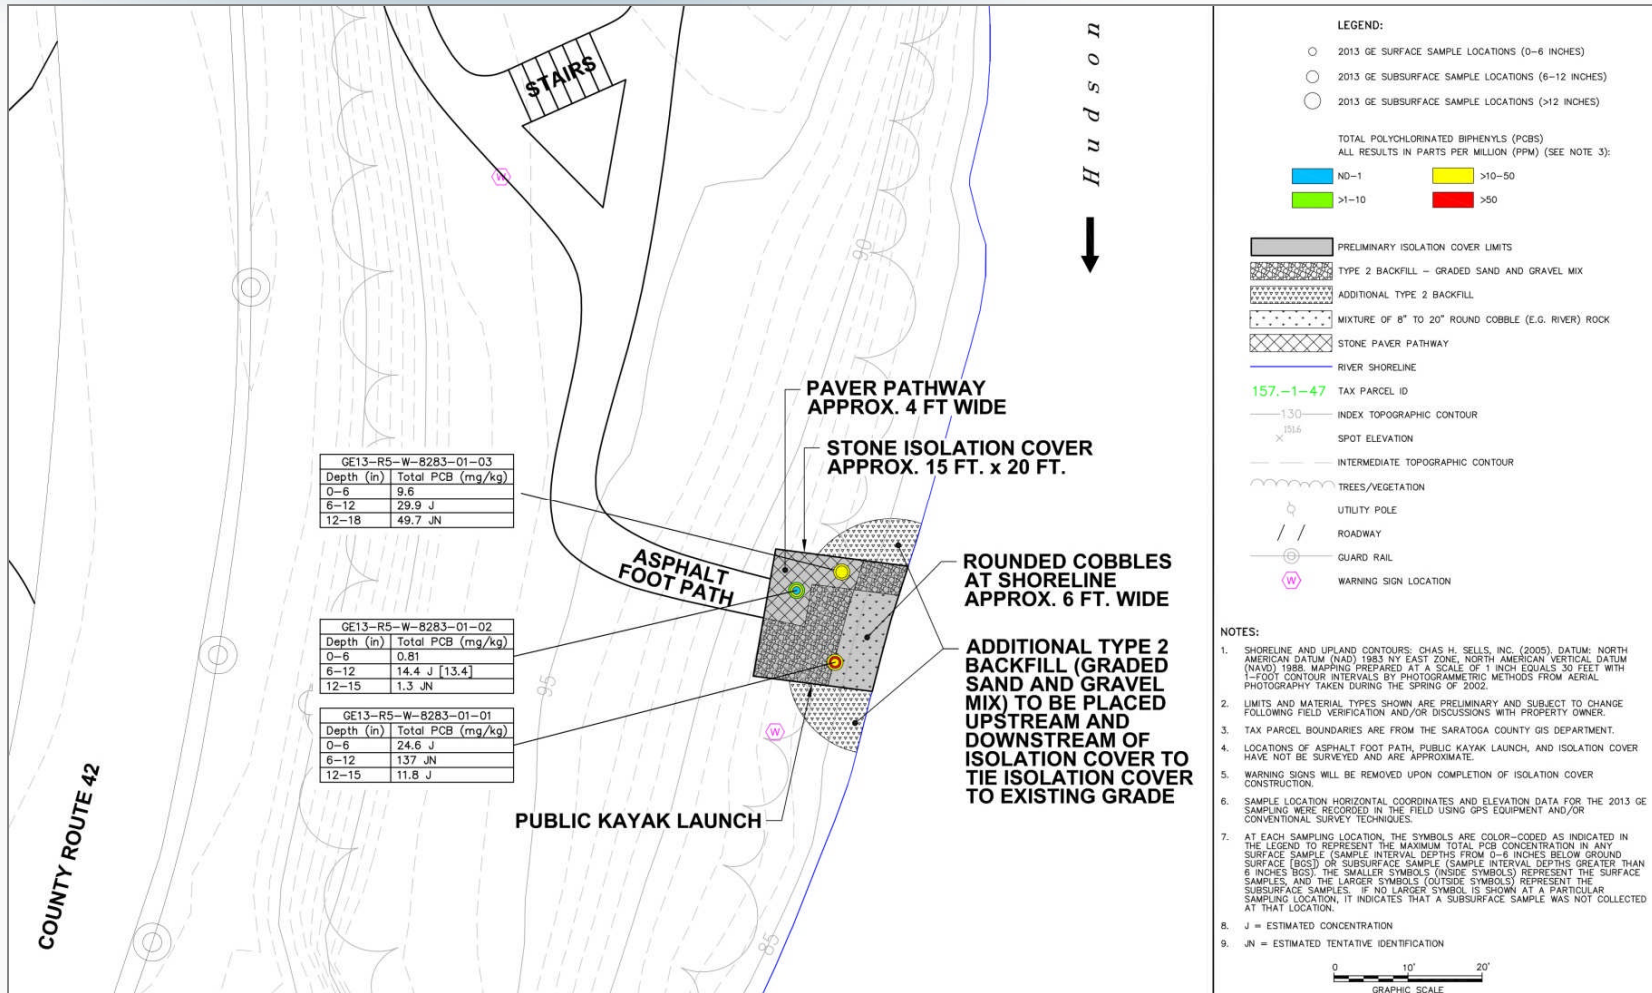 STAIRS
W
Hudson
90
PAVER PATHWAY
APPROX. 4 FT WIDE
STONE ISOLATION COVER
APPROX. 15 FT. x 20 FT.
GE13-R5-W-8283-01-03
Depth (in) Total PCB (mg/kg)
0-6 9.6
6-12 29.9 J
12-18 49.7 JN
ASPHALT
FOOT PATH
ROUNDED COBBLES
AT SHORELINE
APPROX. 6 FT. WIDE
GE13-R5-W-8283-01-02
Depth (in) Total PCB (mg/kg)
0-6 0.81
6-12 14.4 J [13.4]
12-15 1.3 JN
95
ADDITIONAL TYPE 2
BACKFILL (GRADED
SAND AND GRAVEL
MIX) TO BE PLACED
UPSTREAM AND
DOWNSTREAM OF
ISOLATION COVER TO
TIE ISOLATION COVER
TO EXISTING GRADE
GE13-R5-W-8283-01-01
Depth (in) Total PCB (mg/kg)
0-6 24.6 J
6-12 137 JN
12-15 11.8 J
W
PUBLIC KAYAK LAUNCH
COUNTY ROUTE 42
85
LEGEND:
2013 GE SURFACE SAMPLE LOCATIONS (0-6 INCHES)
2013 GE SUBSURFACE SAMPLE LOCATIONS (6-12 INCHES)
2013 GE SUBSURFACE SAMPLE LOCATIONS (>12 INCHES)
TOTAL POLYCHLORINATED BIPHENYLS (PCBS)
ALL RESULTS IN PARTS PER MILLION (PPM) (SEE NOTE 3):
ND-1 >10-50
>1-10 >50
PRELIMINARY ISOLATION COVER LIMITS
TYPE 2 BACKFILL - GRADED SAND AND GRAVEL MIX
ADDITIONAL TYPE 2 BACKFILL
MIXTURE OF 8" TO 20" ROUND COBBLE (E.G. RIVER) ROCK
STONE PAVER PATHWAY
RIVER SHORELINE
157.-1-47 TAX PARCEL ID
130 INDEX TOPOGRAPHIC CONTOUR
151.6 SPOT ELEVATION
INTERMEDIATE TOPOGRAPHIC CONTOUR
TREES/VEGETATION
UTILITY POLE
ROADWAY
GUARD RAIL
W WARNING SIGN LOCATION
NOTES:
1. SHORELINE AND UPLAND CONTOURS: CHAS H. SELLS, INC. (2005). DATUM: NORTH
AMERICAN DATUM (NAD) 1983 NY EAST ZONE, NORTH AMERICAN VERTICAL DATUM
(NAVD) 1988. MAPPING PREPARED AT A SCALE OF 1 INCH EQUALS 30 FEET WITH
1-FOOT CONTOUR INTERVALS BY PHOTOGRAMMETRIC METHODS FROM AERIAL
PHOTOGRAPHY TAKEN DURING THE SPRING OF 2002.
2. LIMITS AND MATERIAL TYPES SHOWN ARE PRELIMINARY AND SUBJECT TO CHANGE
FOLLOWING FIELD VERIFICATION AND/OR DISCUSSIONS WITH PROPERTY OWNER.
3. TAX PARCEL BOUNDARIES ARE FROM THE SARATOGA COUNTY GIS DEPARTMENT.
4. LOCATIONS OF ASPHALT FOOT PATH, PUBLIC KAYAK LAUNCH, AND ISOLATION COVER
HAVE NOT BE SURVEYED AND ARE APPROXIMATE.
5. WARNING SIGNS WILL BE REMOVED UPON COMPLETION OF ISOLATION COVER
CONSTRUCTION.
6. SAMPLE LOCATION HORIZONTAL COORDINATES AND ELEVATION DATA FOR THE 2013 GE
SAMPLING WERE RECORDED IN THE FIELD USING GPS EQUIPMENT AND/OR
CONVENTIONAL SURVEY TECHNIQUES.
7. AT EACH SAMPLING LOCATION, THE SYMBOLS ARE COLOR-CODED AS INDICATED IN
THE LEGEND TO REPRESENT THE MAXIMUM TOTAL PCB CONCENTRATION IN ANY
SURFACE SAMPLE (SAMPLE INTERVAL DEPTHS FROM 0-6 INCHES BELOW GROUND
SURFACE [BGS]) OR SUBSURFACE SAMPLE (SAMPLE INTERVAL DEPTHS GREATER THAN
6 INCHES BGS). THE SMALLER SYMBOLS (INSIDE SYMBOLS) REPRESENT THE SURFACE
SAMPLES, AND THE LARGER SYMBOLS (OUTSIDE SYMBOLS) REPRESENT THE
SUBSURFACE SAMPLES. IF NO LARGER SYMBOL IS SHOWN AT A PARTICULAR
SAMPLING LOCATION, IT INDICATES THAT A SUBSURFACE SAMPLE WAS NOT COLLECTED
AT THAT LOCATION.
8. J = ESTIMATED CONCENTRATION
9. JN = ESTIMATED TENTATIVE IDENTIFICATION
0 10' 20'
GRAPHIC SCALE